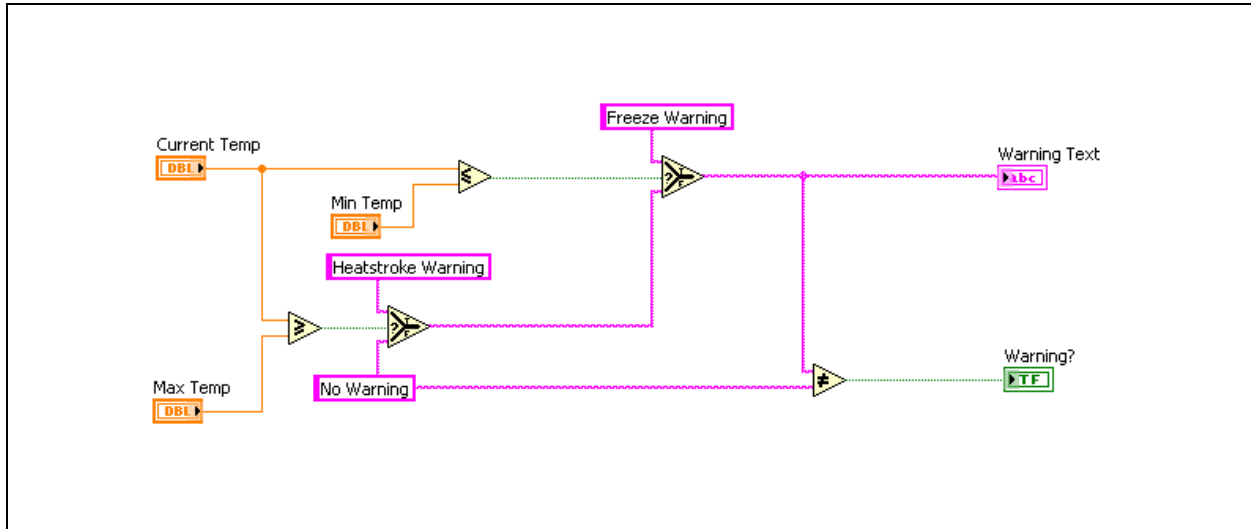 Freeze Warning
Current Temp
DBL
Warning Text
Abc
≤
? T F
Min Temp
DBL
Heatstroke Warning
≥
? T F
Warning?
Max Temp
No Warning
≠
TF
DBL